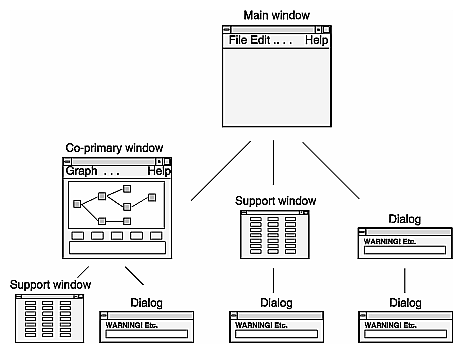 Main window
File Edit .. . . Help
Co-primary window
Graph . . . Help
Support window
Dialog
WARNING! Etc.
Support window
Dialog
WARNING! Etc.
Dialog
WARNING! Etc.
Dialog
WARNING! Etc.